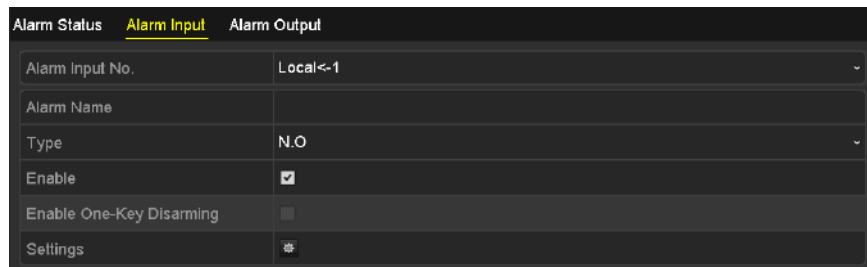 Alarm Status Alarm Input Alarm Output
Alarm Input No. Local<-1
Alarm Name
Type N.O
Enable
Enable One-Key Disarming
Settings